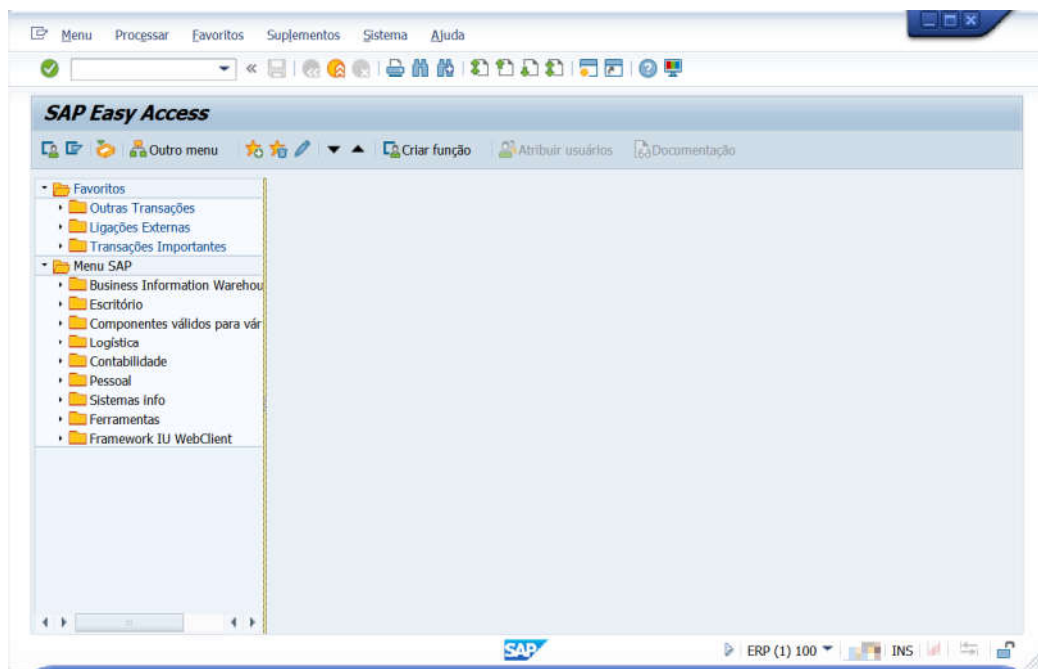 Menu Processar Favoritos Suplementos Sistema Ajuda
SAP Easy Access
Outro menu Criar função Atribuir usuários Documentação
Favoritos
Outras Transações
Ligações Externas
Transações Importantes
Menu SAP
Business Information Warehou
Escritório
Componentes válidos para vár
Logística
Contabilidade
Pessoal
Sistemas info
Ferramentas
Framework IU WebClient
SAP ERP (1) 100 INS